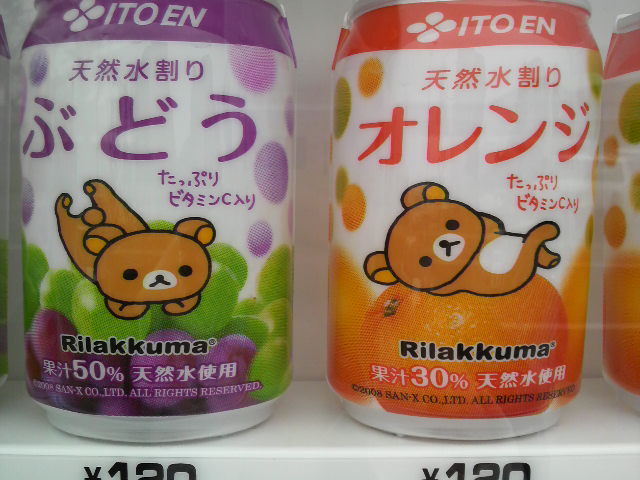 ITO EN
天然水割り
ぶどう
たっぷり
ビタミンC入り
Rilakkuma®
果汁50% 天然水使用
©2008 SAN-X CO.,LTD. ALL RIGHTS RESERVED.
¥120
ITO EN
天然水割り
オレンジ
たっぷり
ビタミンC入り
Rilakkuma®
果汁30% 天然水使用
©2008 SAN-X CO.,LTD. ALL RIGHTS RESERVED.
¥120